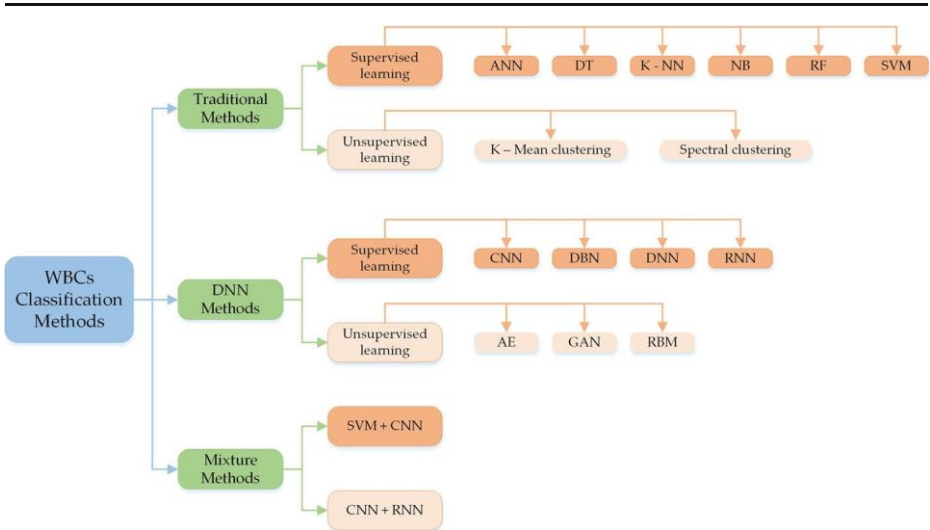 WBCs
Classification
Methods
Traditional
Methods
Supervised
learning
ANN
DT
K - NN
NB
RF
SVM
Unsupervised
learning
K – Mean clustering
Spectral clustering
DNN
Methods
Supervised
learning
CNN
DBN
DNN
RNN
Unsupervised
learning
AE
GAN
RBM
Mixture
Methods
SVM + CNN
CNN + RNN